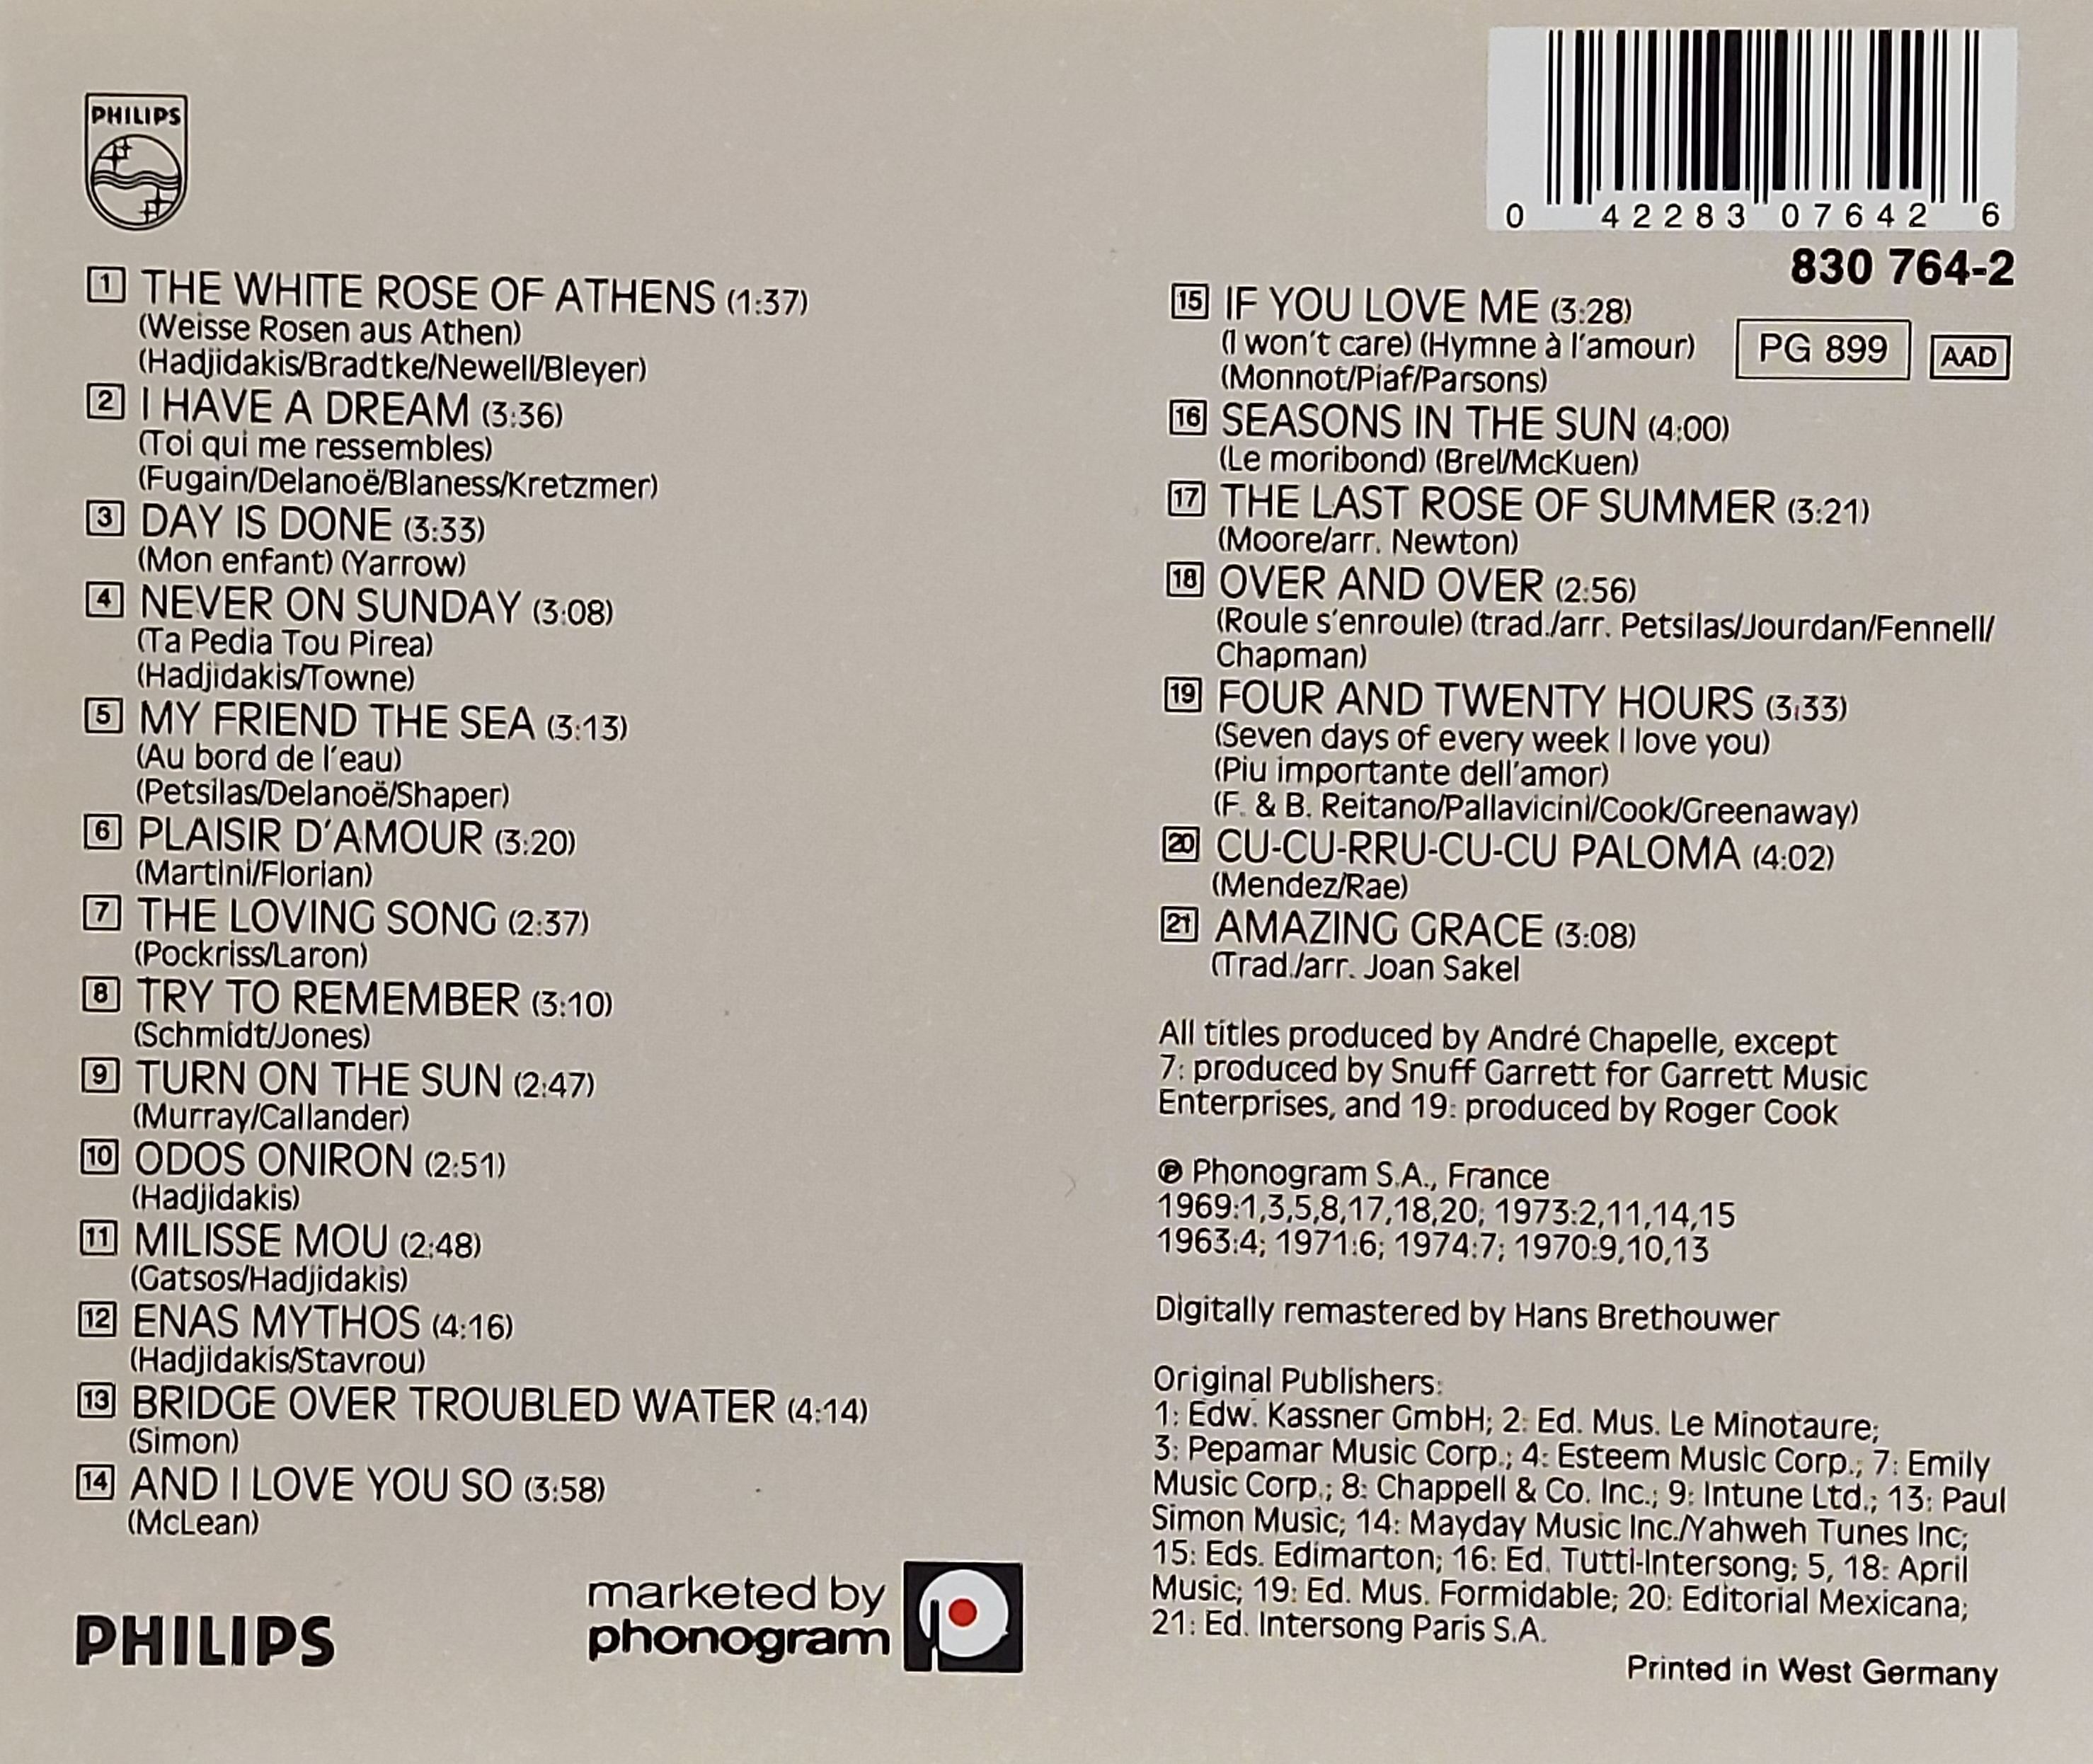 PHILIPS
1 THE WHITE ROSE OF ATHENS (1:37)
(Weisse Rosen aus Athen)
(Hadjidakis/Bradtke/Newell/Bleyer)
2 I HAVE A DREAM (3:36)
(Toi qui me ressembles)
(Fugain/Delanoë/Blaness/Kretzmer)
3 DAY IS DONE (3:33)
(Mon enfant) (Yarrow)
4 NEVER ON SUNDAY (3:08)
(Ta Pedia Tou Pirea)
(Hadjidakis/Towne)
5 MY FRIEND THE SEA (3:13)
(Au bord de l'eau)
(Petsilas/Delanoë/Shaper)
6 PLAISIR D'AMOUR (3:20)
(Martini/Florian)
7 THE LOVING SONG (2:37)
(Pockriss/Laron)
8 TRY TO REMEMBER (3:10)
(Schmidt/Jones)
9 TURN ON THE SUN (2:47)
(Murray/Callander)
10 ODOS ONIRON (2:51)
(Hadjidakis)
11 MILISSE MOU (2:48)
(Gatsos/Hadjidakis)
12 ENAS MYTHOS (4:16)
(Hadjidakis/Stavrou)
13 BRIDGE OVER TROUBLED WATER (4:14)
(Simon)
14 AND I LOVE YOU SO (3:58)
(McLean)
PHILIPS
marketed by
phonogram
0 42283 07642 6
830 764-2
PG 899 AAD
15 IF YOU LOVE ME (3:28)
(I won't care) (Hymne à l'amour)
(Monnot/Piaf/Parsons)
16 SEASONS IN THE SUN (4:00)
(Le moribond) (Brel/McKuen)
17 THE LAST ROSE OF SUMMER (3:21)
(Moore/arr. Newton)
18 OVER AND OVER (2:56)
(Roule s'enroule) (trad./arr. Petsilas/Jourdan/Fennell/
Chapman)
19 FOUR AND TWENTY HOURS (3:33)
(Seven days of every week I love you)
(Piu importante dell'amor)
(F. & B. Reitano/Pallavicini/Cook/Greenaway)
20 CU-CU-RRU-CU-CU PALOMA (4:02)
(Mendez/Rae)
21 AMAZING GRACE (3:08)
(Trad./arr. Joan Sakel
All titles produced by André Chapelle, except
7: produced by Snuff Garrett for Garrett Music
Enterprises, and 19: produced by Roger Cook
℗ Phonogram S.A., France
1969:1,3,5,8,17,18,20; 1973:2,11,14,15
1963:4; 1971:6; 1974:7; 1970:9,10,13
Digitally remastered by Hans Brethouwer
Original Publishers:
1: Edw. Kassner GmbH; 2: Ed. Mus. Le Minotaure;
3: Pepamar Music Corp.; 4: Esteem Music Corp.; 7: Emily
Music Corp.; 8: Chappell & Co. Inc.; 9: Intune Ltd.; 13: Paul
Simon Music; 14: Mayday Music Inc./Yahweh Tunes Inc;
15: Eds. Edimarton; 16: Ed. Tutti-Intersong; 5, 18: April
Music; 19: Ed. Mus. Formidable; 20: Editorial Mexicana;
21: Ed. Intersong Paris S.A.
Printed in West Germany